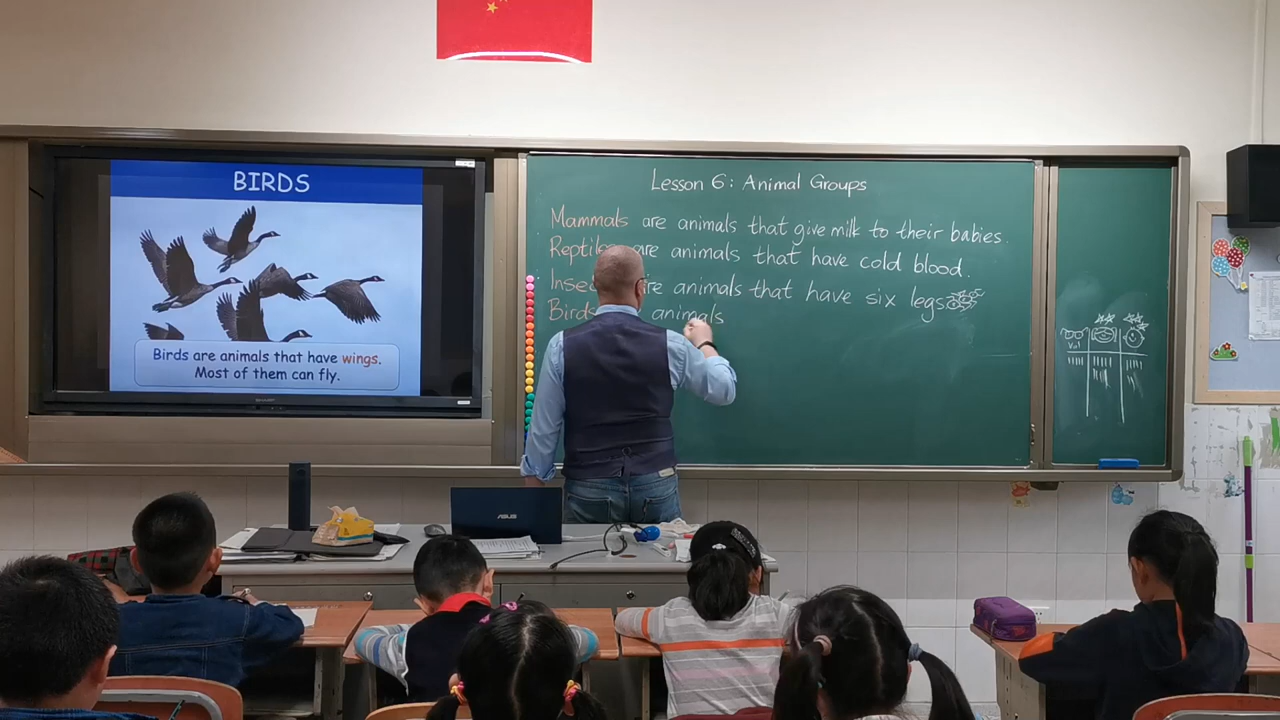 BIRDS
Birds are animals that have wings.
Most of them can fly.
SHARP
Lesson 6: Animal Groups
Mammals are animals that give milk to their babies.
are animals that have cold blood.
animals that have six legs
Birds animals
ASUS